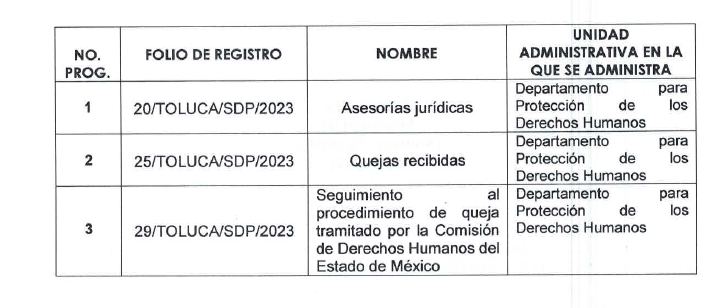 NO. PROG. FOLIO DE REGISTRO NOMBRE UNIDAD ADMINISTRATIVA EN LA QUE SE ADMINISTRA
1 20/TOLUCA/SDP/2023 Asesorías jurídicas Departamento para
Protección de los
Derechos Humanos
2 25/TOLUCA/SDP/2023 Quejas recibidas Departamento para
Protección de los
Derechos Humanos
3 29/TOLUCA/SDP/2023
Seguimiento al
procedimiento de queja
tramitado por la Comisión
de Derechos Humanos del
Estado de México
Departamento para
Protección de los
Derechos Humanos